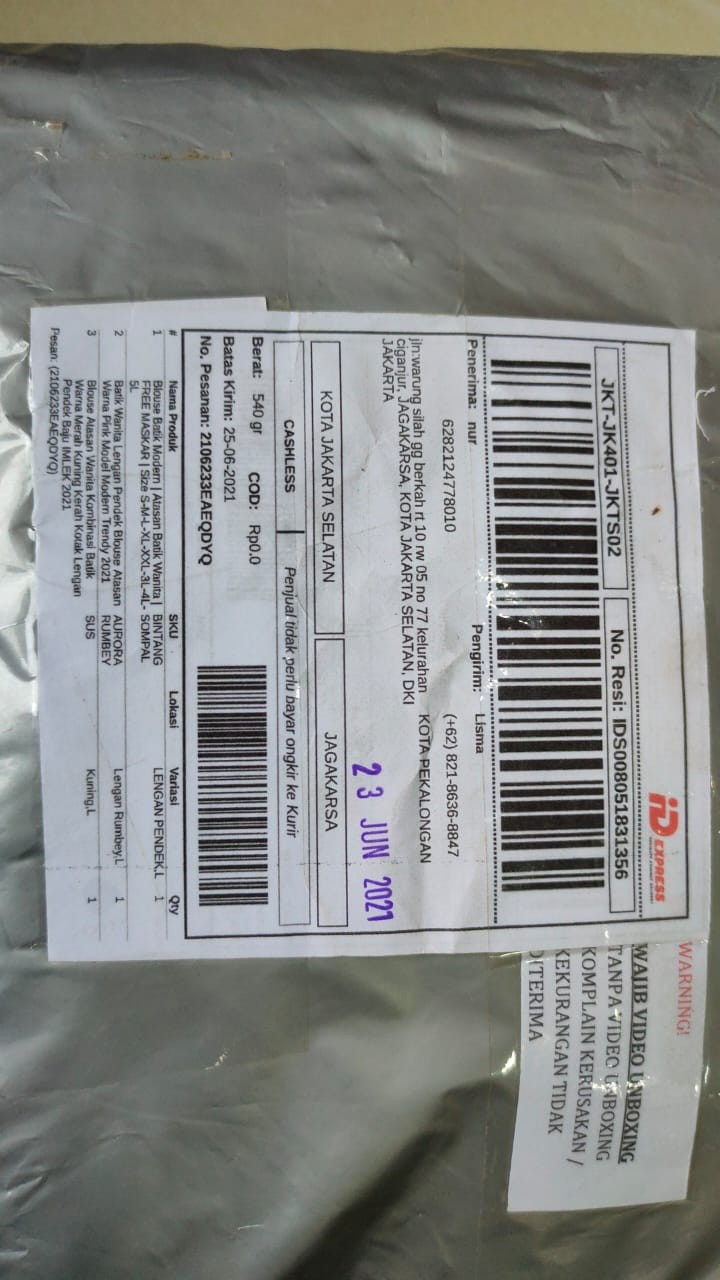 iD EXPRESS
JKT-JK401-JKTS02
No. Resi: IDS008051831356
Penerima: nur
6282124778010
jln:warung silah gg berkah rt 10 rw 05 no 77 kelurahan
ciganjur, JAGAKARSA, KOTA JAKARTA SELATAN, DKI
JAKARTA
Pengirim: Lisma
(+62) 821-8636-8847
KOTA PEKALONGAN
23 JUN 2021
KOTA JAKARTA SELATAN
JAGAKARSA
CASHLESS
Penjual tidak perlu bayar ongkir ke Kurir
Berat: 540 gr COD: Rp0.0
Batas Kirim: 25-06-2021
No. Pesanan: 2106233EAEQDYQ
# Nama Produk SKU Lokasi Variasi Qty
1 Blouse Batik Modern | Atasan Batik Wanita | BINTANG LENGAN PENDEK,L 1
FREE MASKAR | Size S-M-L-XL-XXL-3L-4L- SOMPAL
5L
2 Batik Wanita Lengan Pendek Blouse Atasan AURORA Lengan Rumbey,L 1
Warna Pink Model Modern Trendy 2021 RUMBEY
3 Blouse Atasan Wanita Kombinasi Batik SUS Kuning,L 1
Warna Merah Kuning Kerah Kotak Lengan
Pendek Baju IMLEK 2021
Pesan: (2106233EAEQDYQ)
WARNING!
WAJIB VIDEO UNBOXING
TANPA VIDEO UNBOXING
KOMPLAIN KERUSAKAN /
KEKURANGAN TIDAK
DITERIMA